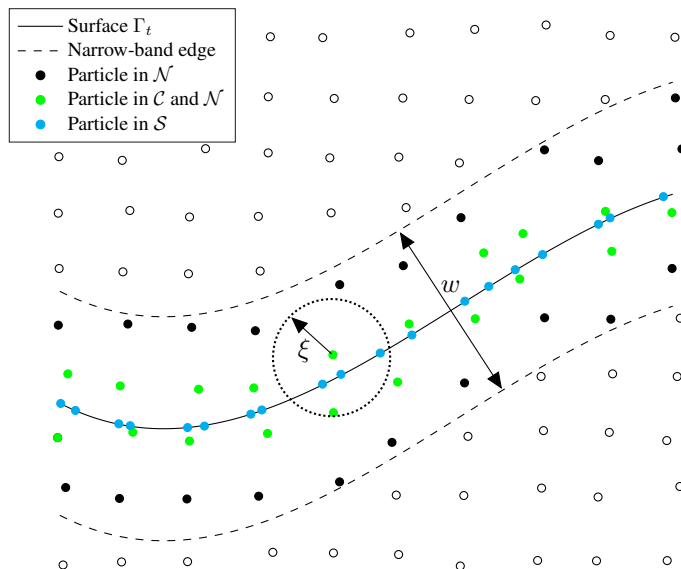 Surface Γ_t
Narrow-band edge
Particle in 𝒩
Particle in 𝒞 and 𝒩
Particle in 𝒮
w
ξ